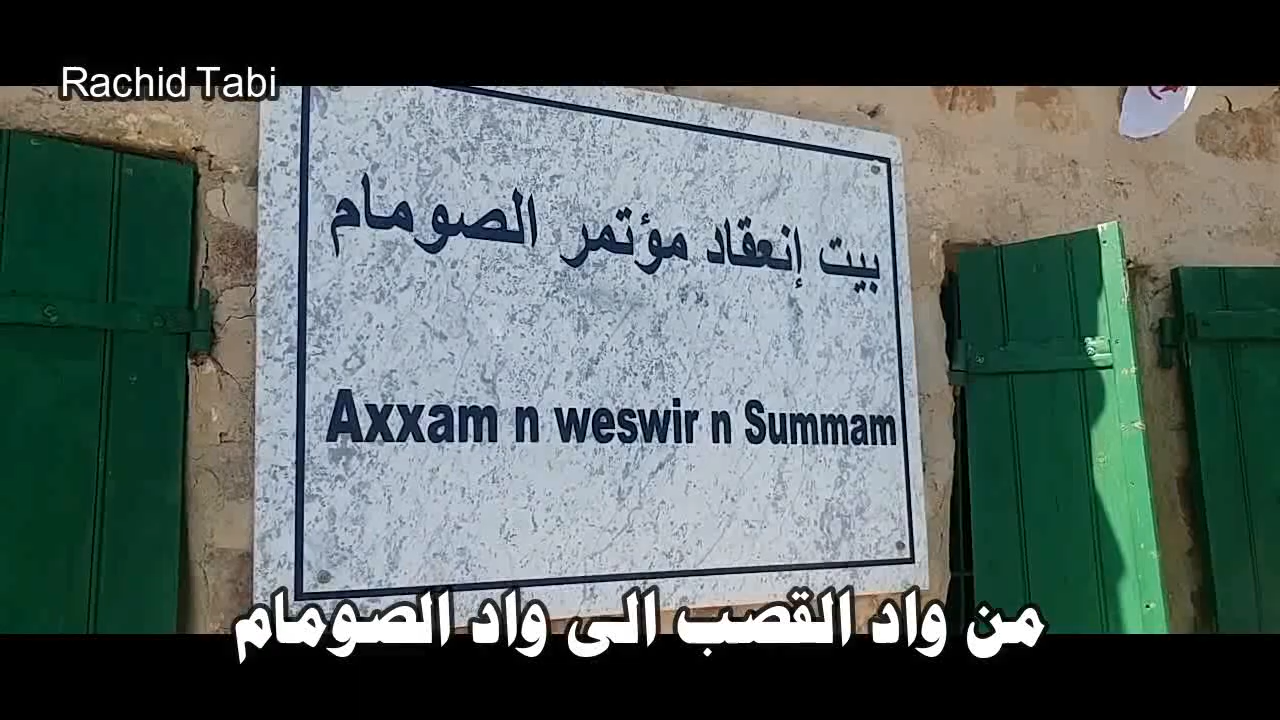 Rachid Tabi
بيت إنعقاد مؤتمر الصومام
Axxam n weswir n Summam
من واد القصب الى واد الصومام